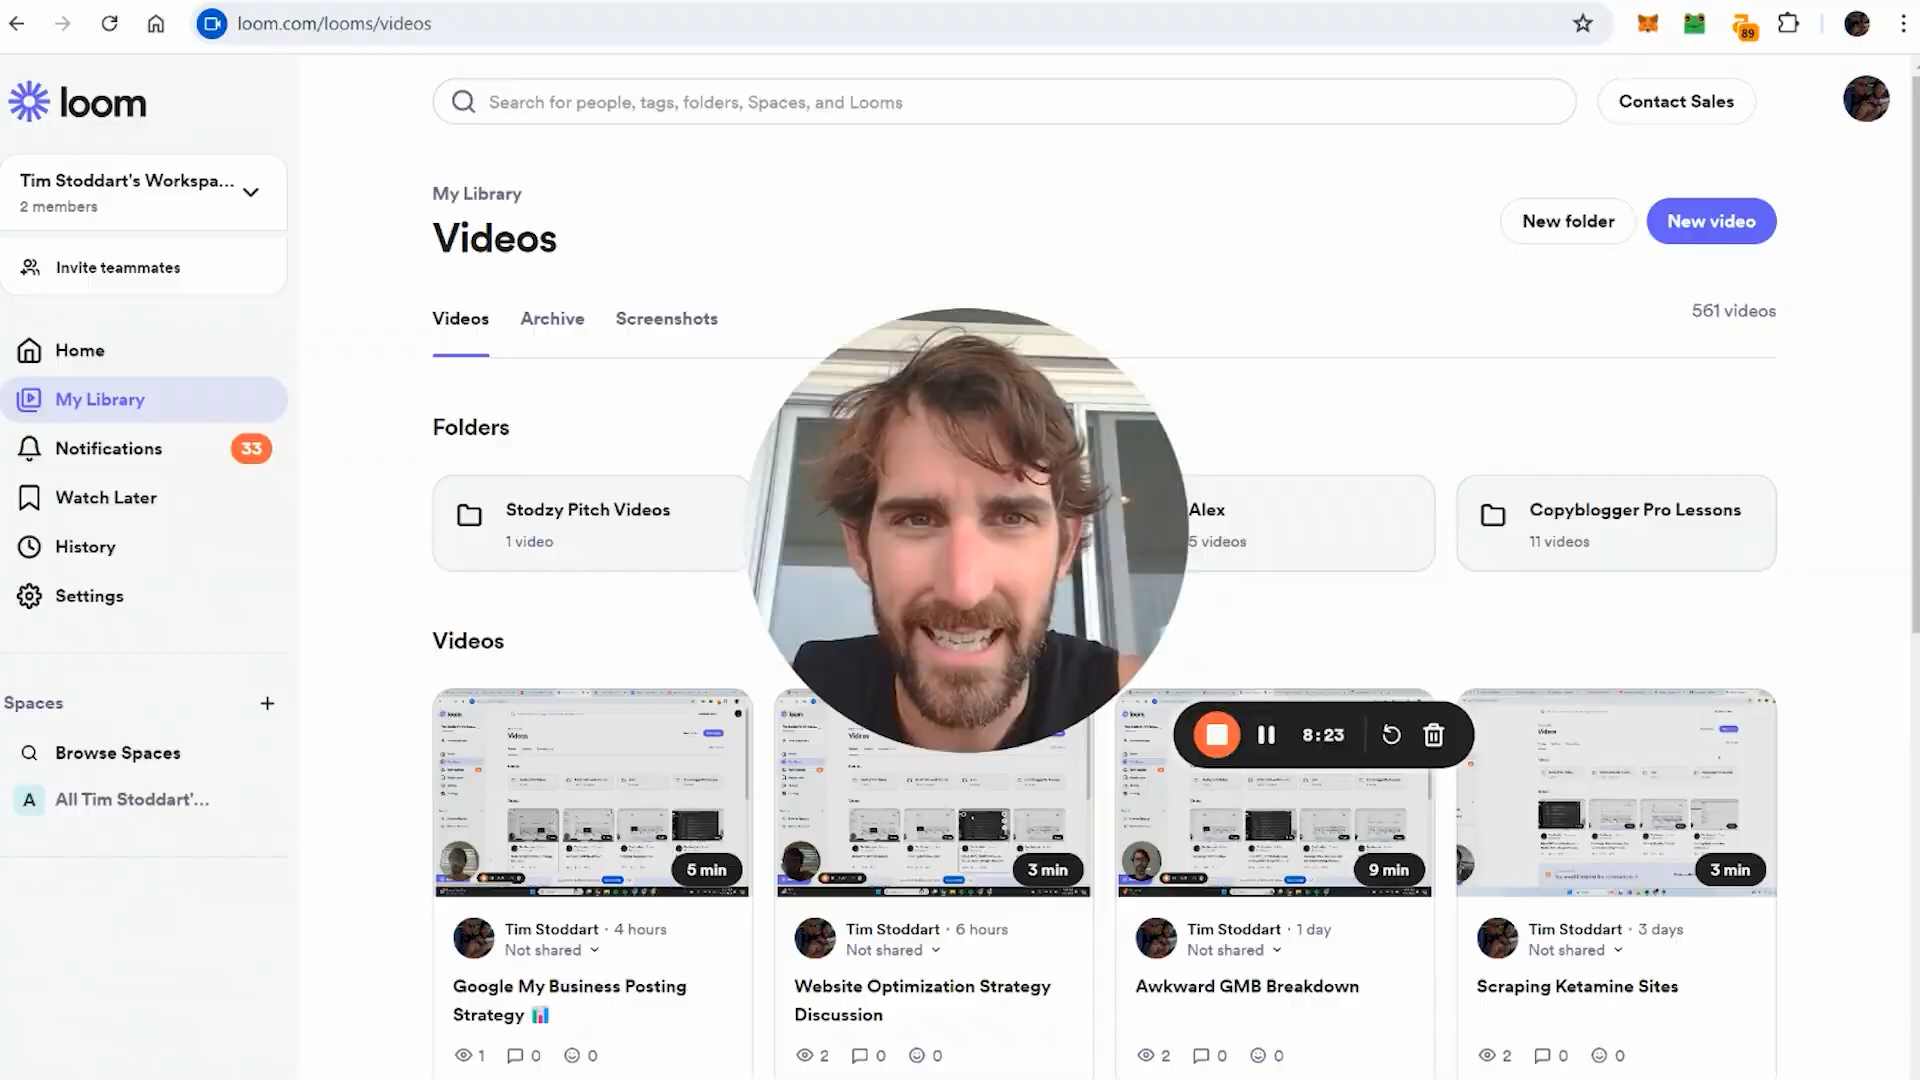 loom.com/looms/videos
89
loom
Search for people, tags, folders, Spaces, and Looms
Contact Sales
Tim Stoddart's Workspa...
2 members
Invite teammates
Home
My Library
Notifications
33
Watch Later
History
Settings
Spaces
Browse Spaces
A
All Tim Stoddart'...
My Library
Videos
New folder
New video
Videos
Archive
Screenshots
561 videos
Folders
Stodzy Pitch Videos
1 video
Alex
5 videos
Copyblogger Pro Lessons
11 videos
Videos
8:23
5 min
3 min
9 min
3 min
Tim Stoddart · 4 hours
Not shared
Google My Business Posting
Strategy
1 0 0
Tim Stoddart · 6 hours
Not shared
Website Optimization Strategy
Discussion
2 0 0
Tim Stoddart · 1 day
Not shared
Awkward GMB Breakdown
2 0 0
Tim Stoddart · 3 days
Not shared
Scraping Ketamine Sites
2 0 0